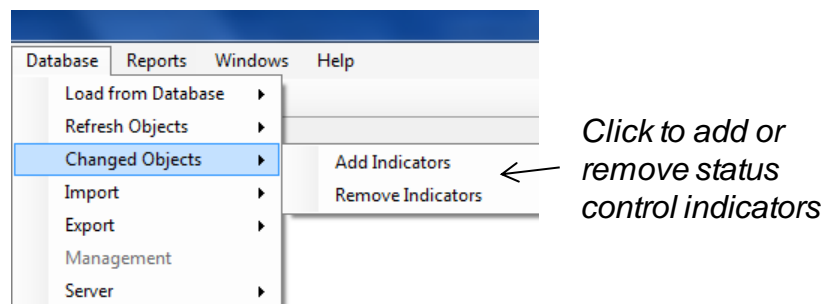 Database Reports Windows Help
Load from Database
Refresh Objects
Changed Objects
Import
Export
Management
Server
Add Indicators
Remove Indicators
Click to add or
remove status
control indicators